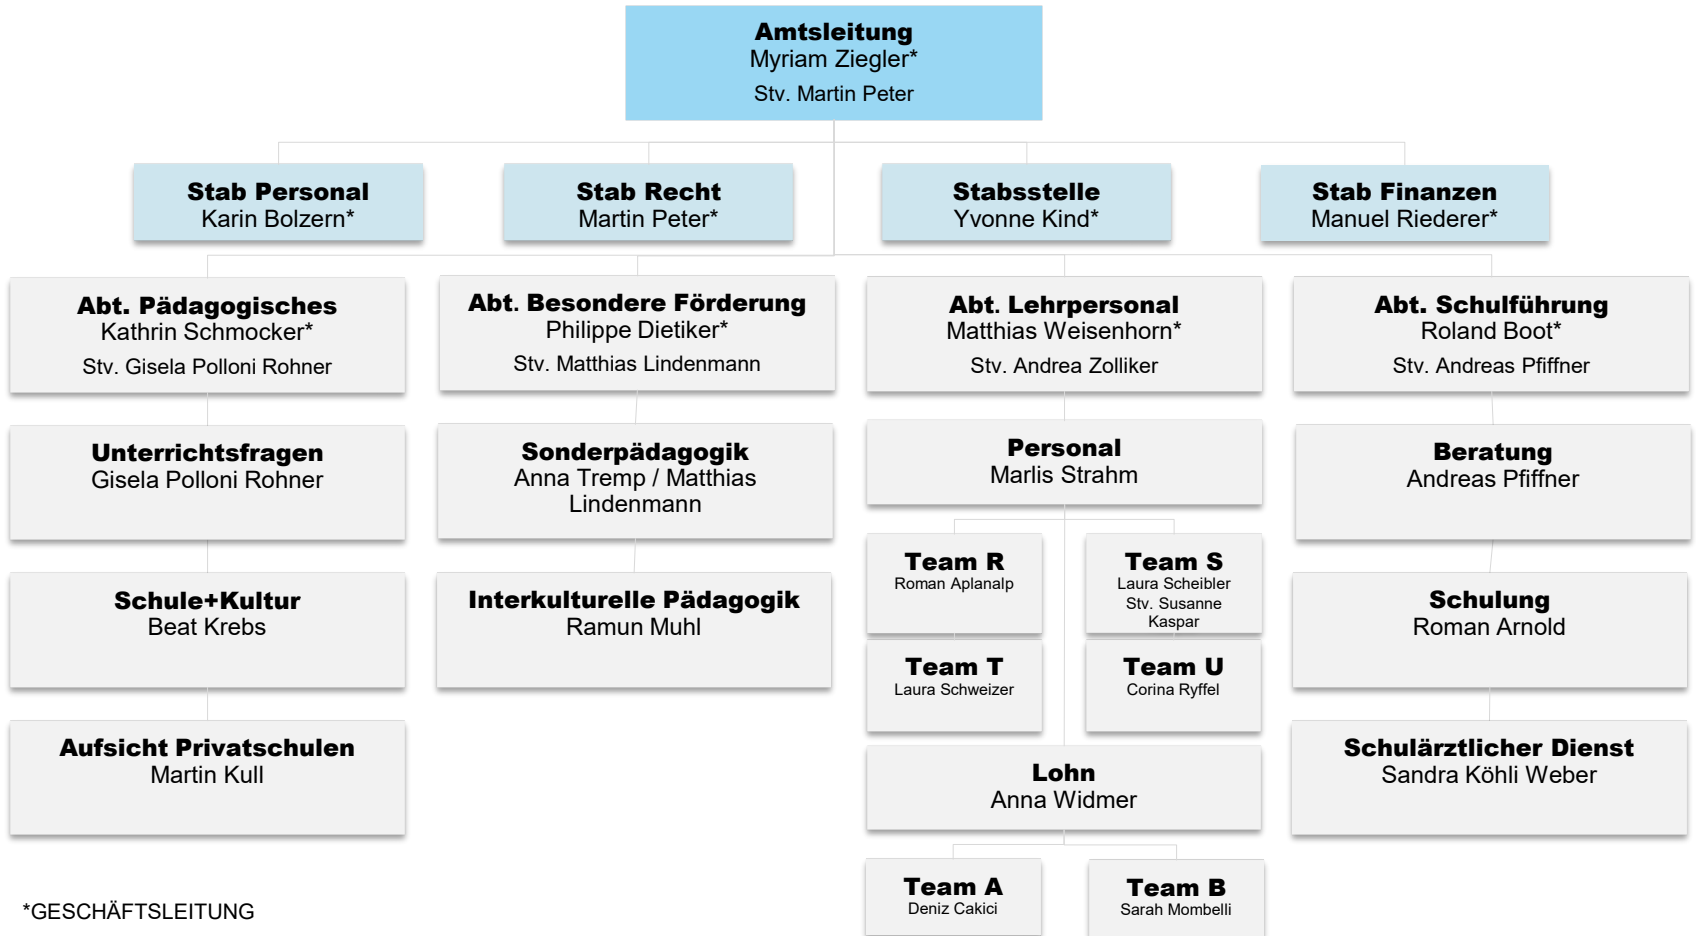 Amtsleitung
Myriam Ziegler*
Stv. Martin Peter
Stab Personal
Karin Bolzern*
Stab Recht
Martin Peter*
Stabsstelle
Yvonne Kind*
Stab Finanzen
Manuel Riederer*
Abt. Pädagogisches
Kathrin Schmocker*
Stv. Gisela Polloni Rohner
Abt. Besondere Förderung
Philippe Dietiker*
Stv. Matthias Lindenmann
Abt. Lehrpersonal
Matthias Weisenhorn*
Stv. Andrea Zolliker
Abt. Schulführung
Roland Boot*
Stv. Andreas Pfiffner
Unterrichtsfragen
Gisela Polloni Rohner
Sonderpädagogik
Anna Tremp / Matthias
Lindenmann
Personal
Marlis Strahm
Beratung
Andreas Pfiffner
Team R
Roman Aplanalp
Team S
Laura Scheibler
Stv. Susanne
Kaspar
Schule+Kultur
Beat Krebs
Interkulturelle Pädagogik
Ramun Muhl
Schulung
Roman Arnold
Team T
Laura Schweizer
Team U
Corina Ryffel
Aufsicht Privatschulen
Martin Kull
Lohn
Anna Widmer
Schulärztlicher Dienst
Sandra Köhli Weber
Team A
Deniz Cakici
Team B
Sarah Mombelli
*GESCHÄFTSLEITUNG